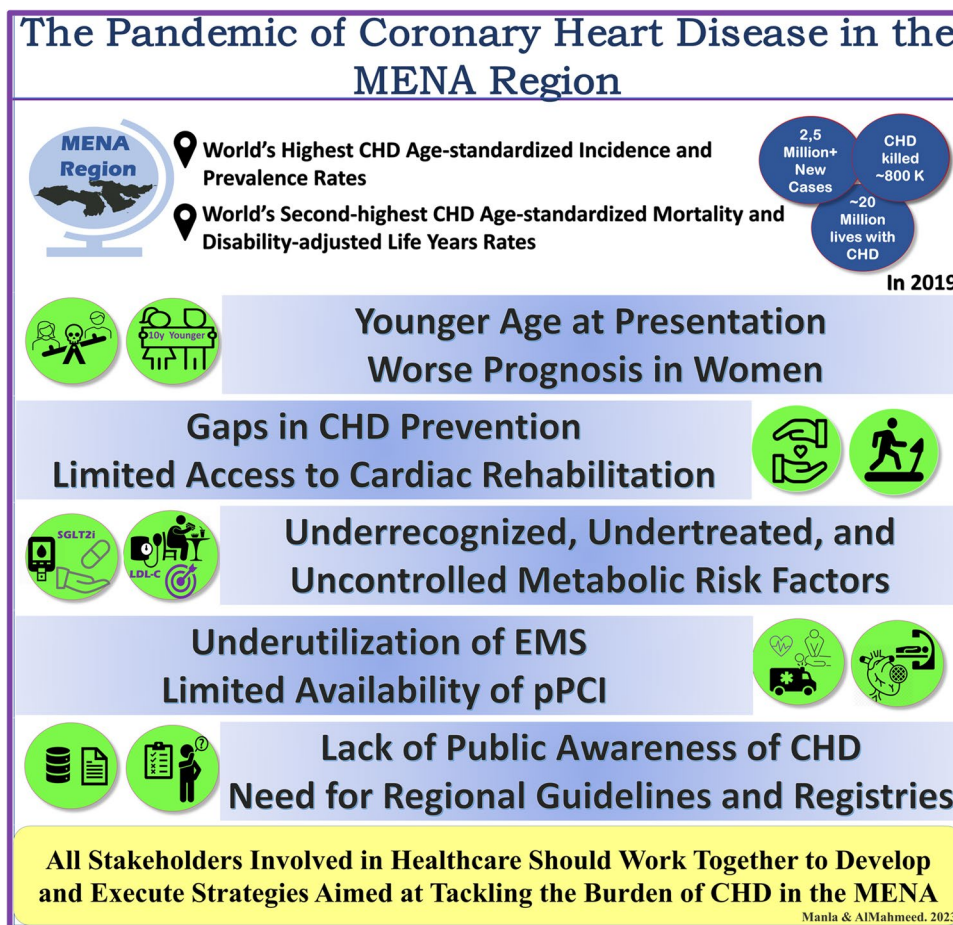 The Pandemic of Coronary Heart Disease in the
MENA Region
MENA
Region
World's Highest CHD Age-standardized Incidence and
Prevalence Rates
World's Second-highest CHD Age-standardized Mortality and
Disability-adjusted Life Years Rates
2,5
Million+
New
Cases
CHD
killed
~800 K
~20
Million
lives with
CHD
In 2019
10y Younger
Younger Age at Presentation
Worse Prognosis in Women
Gaps in CHD Prevention
Limited Access to Cardiac Rehabilitation
SGLT2i
LDL-C
Underrecognized, Undertreated, and
Uncontrolled Metabolic Risk Factors
Underutilization of EMS
Limited Availability of pPCI
?
Lack of Public Awareness of CHD
Need for Regional Guidelines and Registries
All Stakeholders Involved in Healthcare Should Work Together to Develop
and Execute Strategies Aimed at Tackling the Burden of CHD in the MENA
Manla & AlMahmeed. 2023